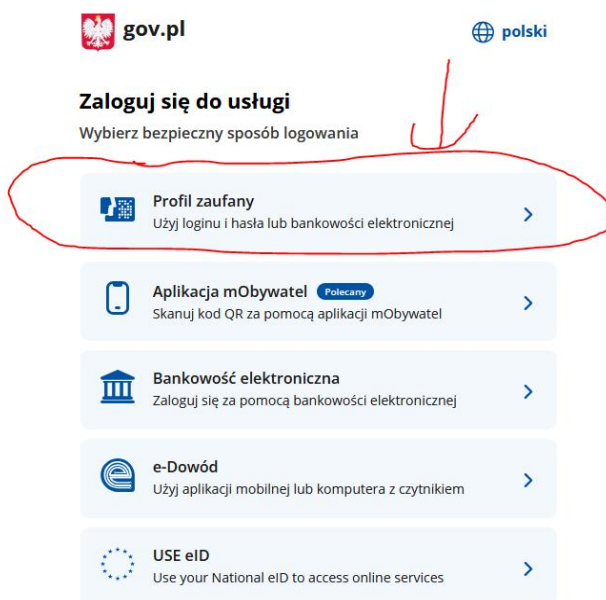 gov.pl
polski
Zaloguj się do usługi
Wybierz bezpieczny sposób logowania
Profil zaufany
Użyj loginu i hasła lub bankowości elektronicznej
Aplikacja mObywatel Polecany
Skanuj kod QR za pomocą aplikacji mObywatel
Bankowość elektroniczna
Zaloguj się za pomocą bankowości elektronicznej
e-Dowód
Użyj aplikacji mobilnej lub komputera z czytnikiem
USE eID
Use your National eID to access online services